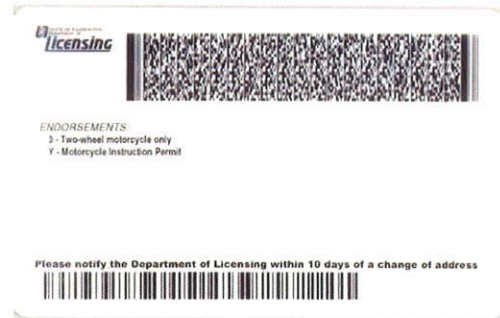 Licensing
ENDORSEMENTS:
3 - Two-wheel motorcycle only
Y - Motorcycle Instruction Permit
Please notify the Department of Licensing within 10 days of a change of address